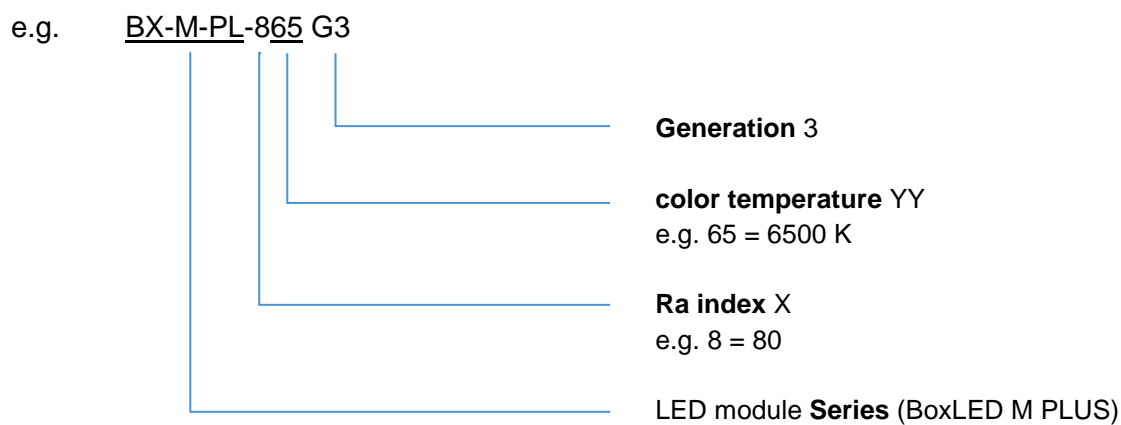 e.g. BX-M-PL-865 G3
Generation 3
color temperature YY
e.g. 65 = 6500 K
Ra index X
e.g. 8 = 80
LED module Series (BoxLED M PLUS)